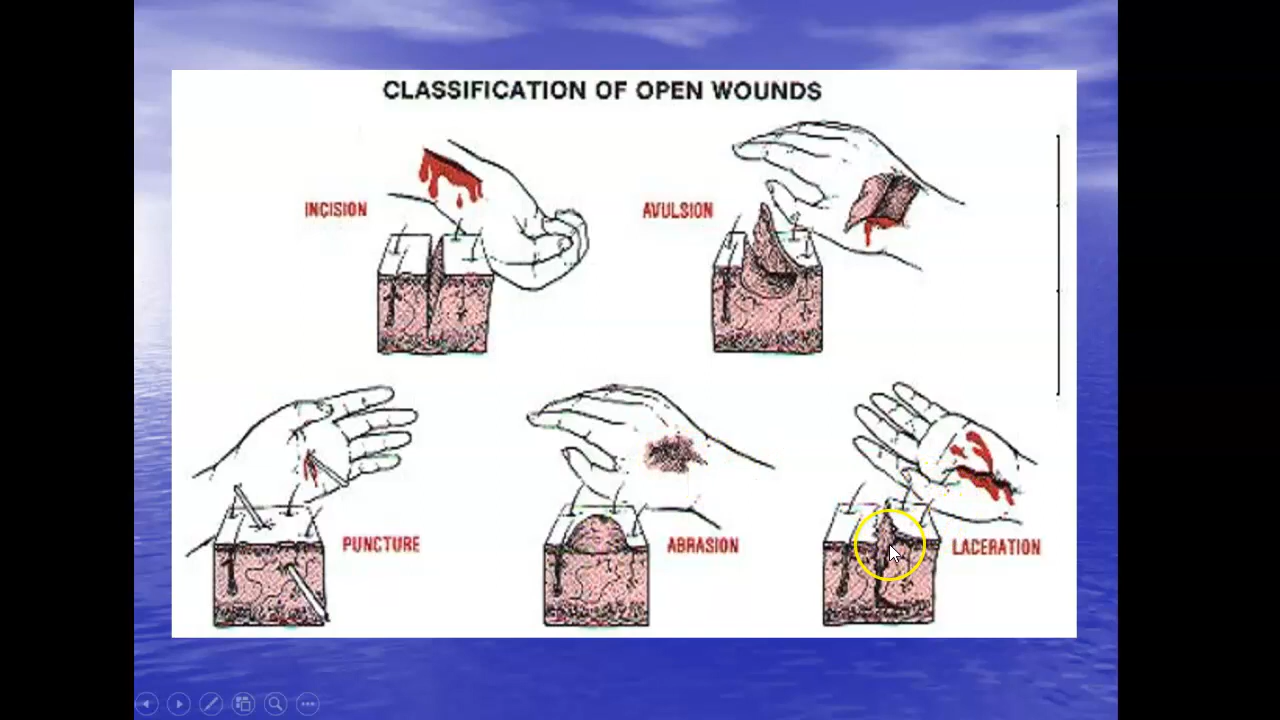 CLASSIFICATION OF OPEN WOUNDS
INCISION
AVULSION
PUNCTURE
ABRASION
LACERATION